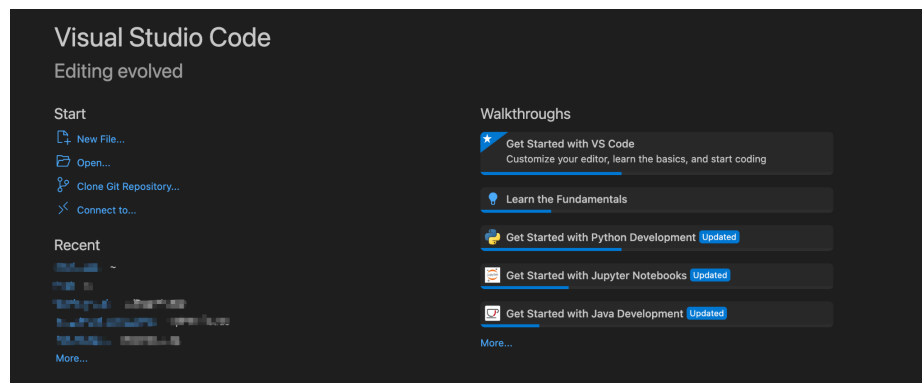 Visual Studio Code
Editing evolved
Start
New File...
Open...
Clone Git Repository...
Connect to...
Recent
~
More...
Walkthroughs
Get Started with VS Code
Customize your editor, learn the basics, and start coding
Learn the Fundamentals
Get Started with Python Development Updated
Get Started with Jupyter Notebooks Updated
Get Started with Java Development Updated
More...